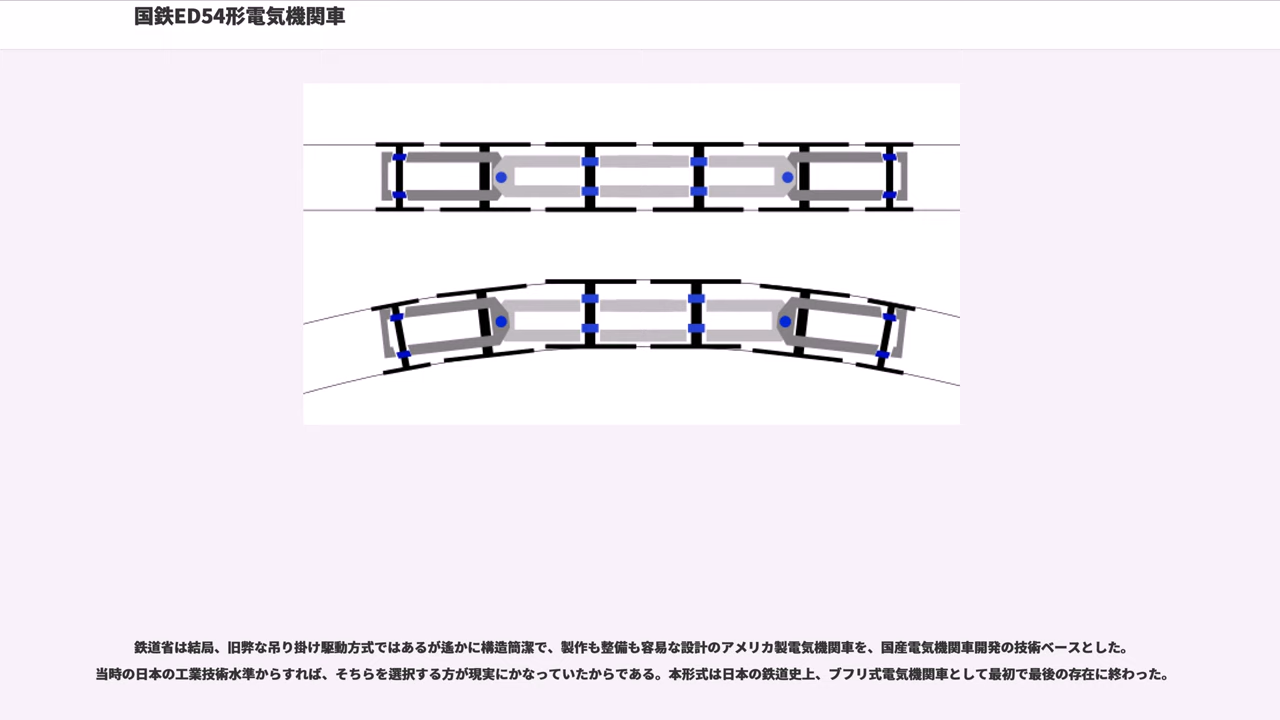 国鉄ED54形電気機関車
鉄道省は結局、旧弊な吊り掛け駆動方式ではあるが遙かに構造簡潔で、製作も整備も容易な設計のアメリカ製電気機関車を、国産電気機関車開発の技術ベースとした。
当時の日本の工業技術水準からすれば、そちらを選択する方が現実にかなっていたからである。本形式は日本の鉄道史上、ブフリ式電気機関車として最初で最後の存在に終わった。